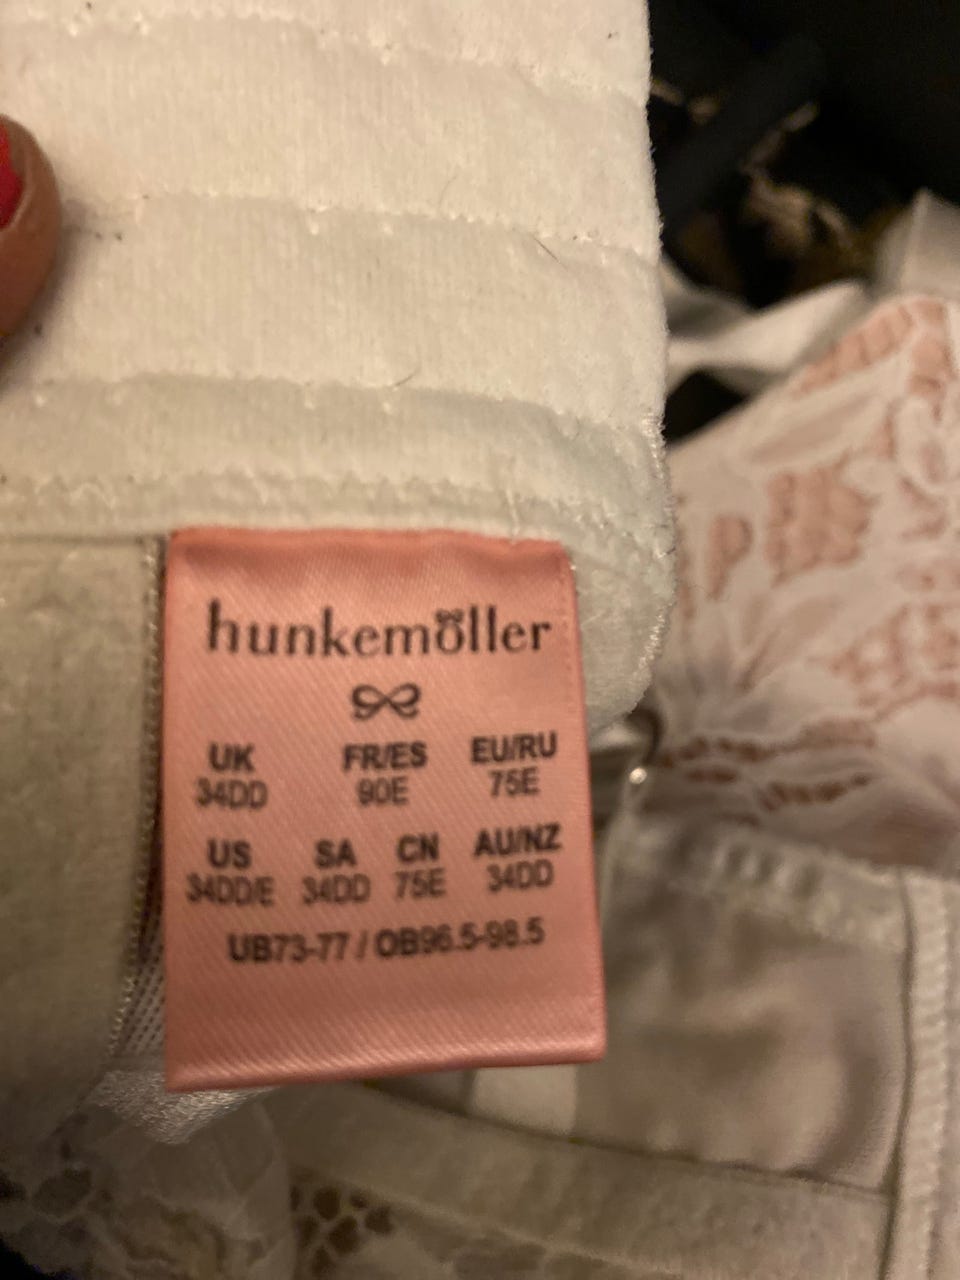 hunkemöller
UK FR/ES EU/RU
34DD 90E 75E
US SA CN AU/NZ
34DD/E 34DD 75E 34DD
UB73-77 / OB96.5-98.5